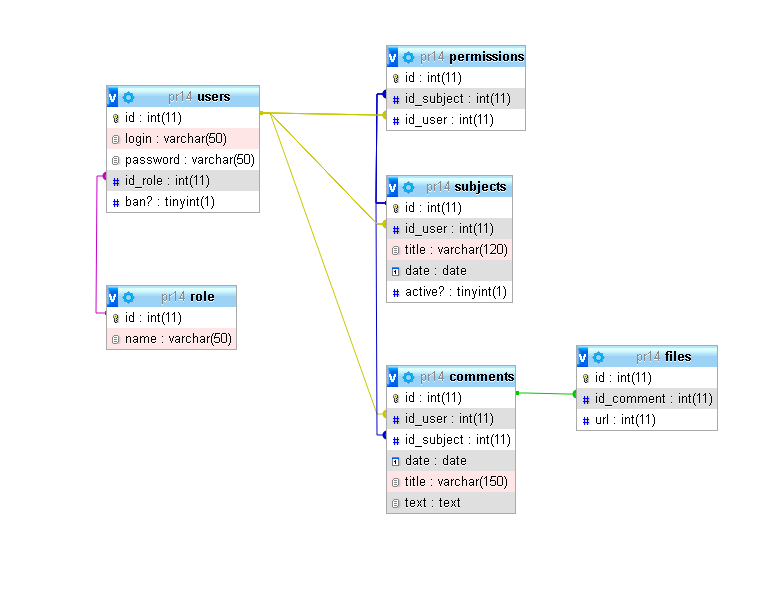 v pr14 users
id : int(11)
login : varchar(50)
password : varchar(50)
id_role : int(11)
ban? : tinyint(1)
v pr14 role
id : int(11)
name : varchar(50)
v pr14 permissions
id : int(11)
id_subject : int(11)
id_user : int(11)
v pr14 subjects
id : int(11)
id_user : int(11)
title : varchar(120)
date : date
active? : tinyint(1)
v pr14 comments
id : int(11)
id_user : int(11)
id_subject : int(11)
date : date
title : varchar(150)
text : text
v pr14 files
id : int(11)
id_comment : int(11)
url : int(11)